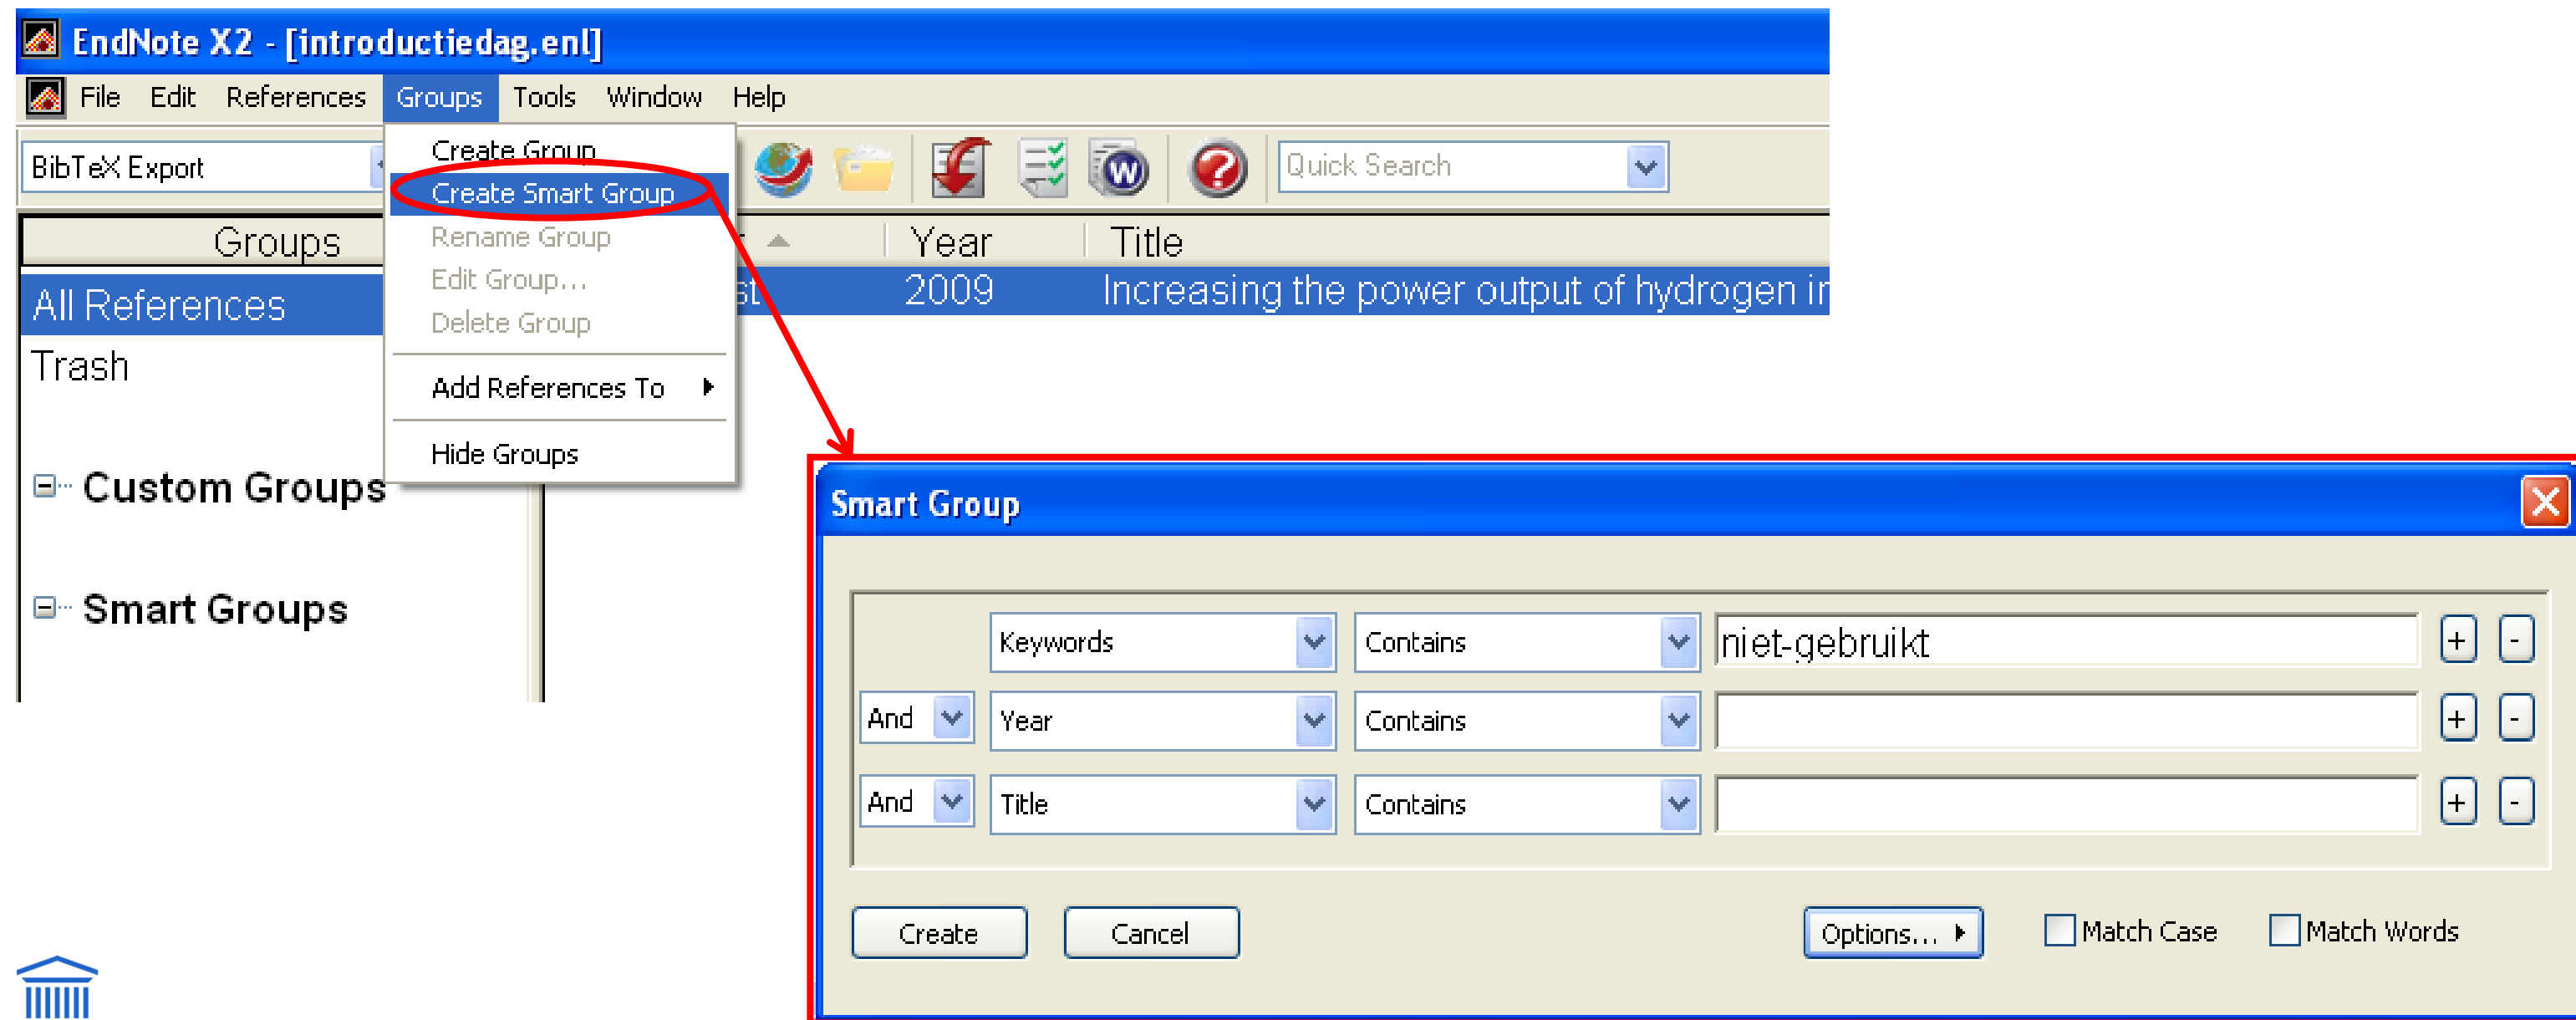 EndNote X2 - [introductiedag.enl]
File Edit References Groups Tools Window Help
BibTeX Export
Quick Search
Create Group
Create Smart Group
Rename Group
Edit Group...
Delete Group
Add References To
Hide Groups
Groups
Year Title
All References
2009 Increasing the power output of hydrogen
Trash
Custom Groups
Smart Groups
Smart Group
Keywords Contains niet-gebruikt + -
And Year Contains + -
And Title Contains + -
Create Cancel Options... Match Case Match Words